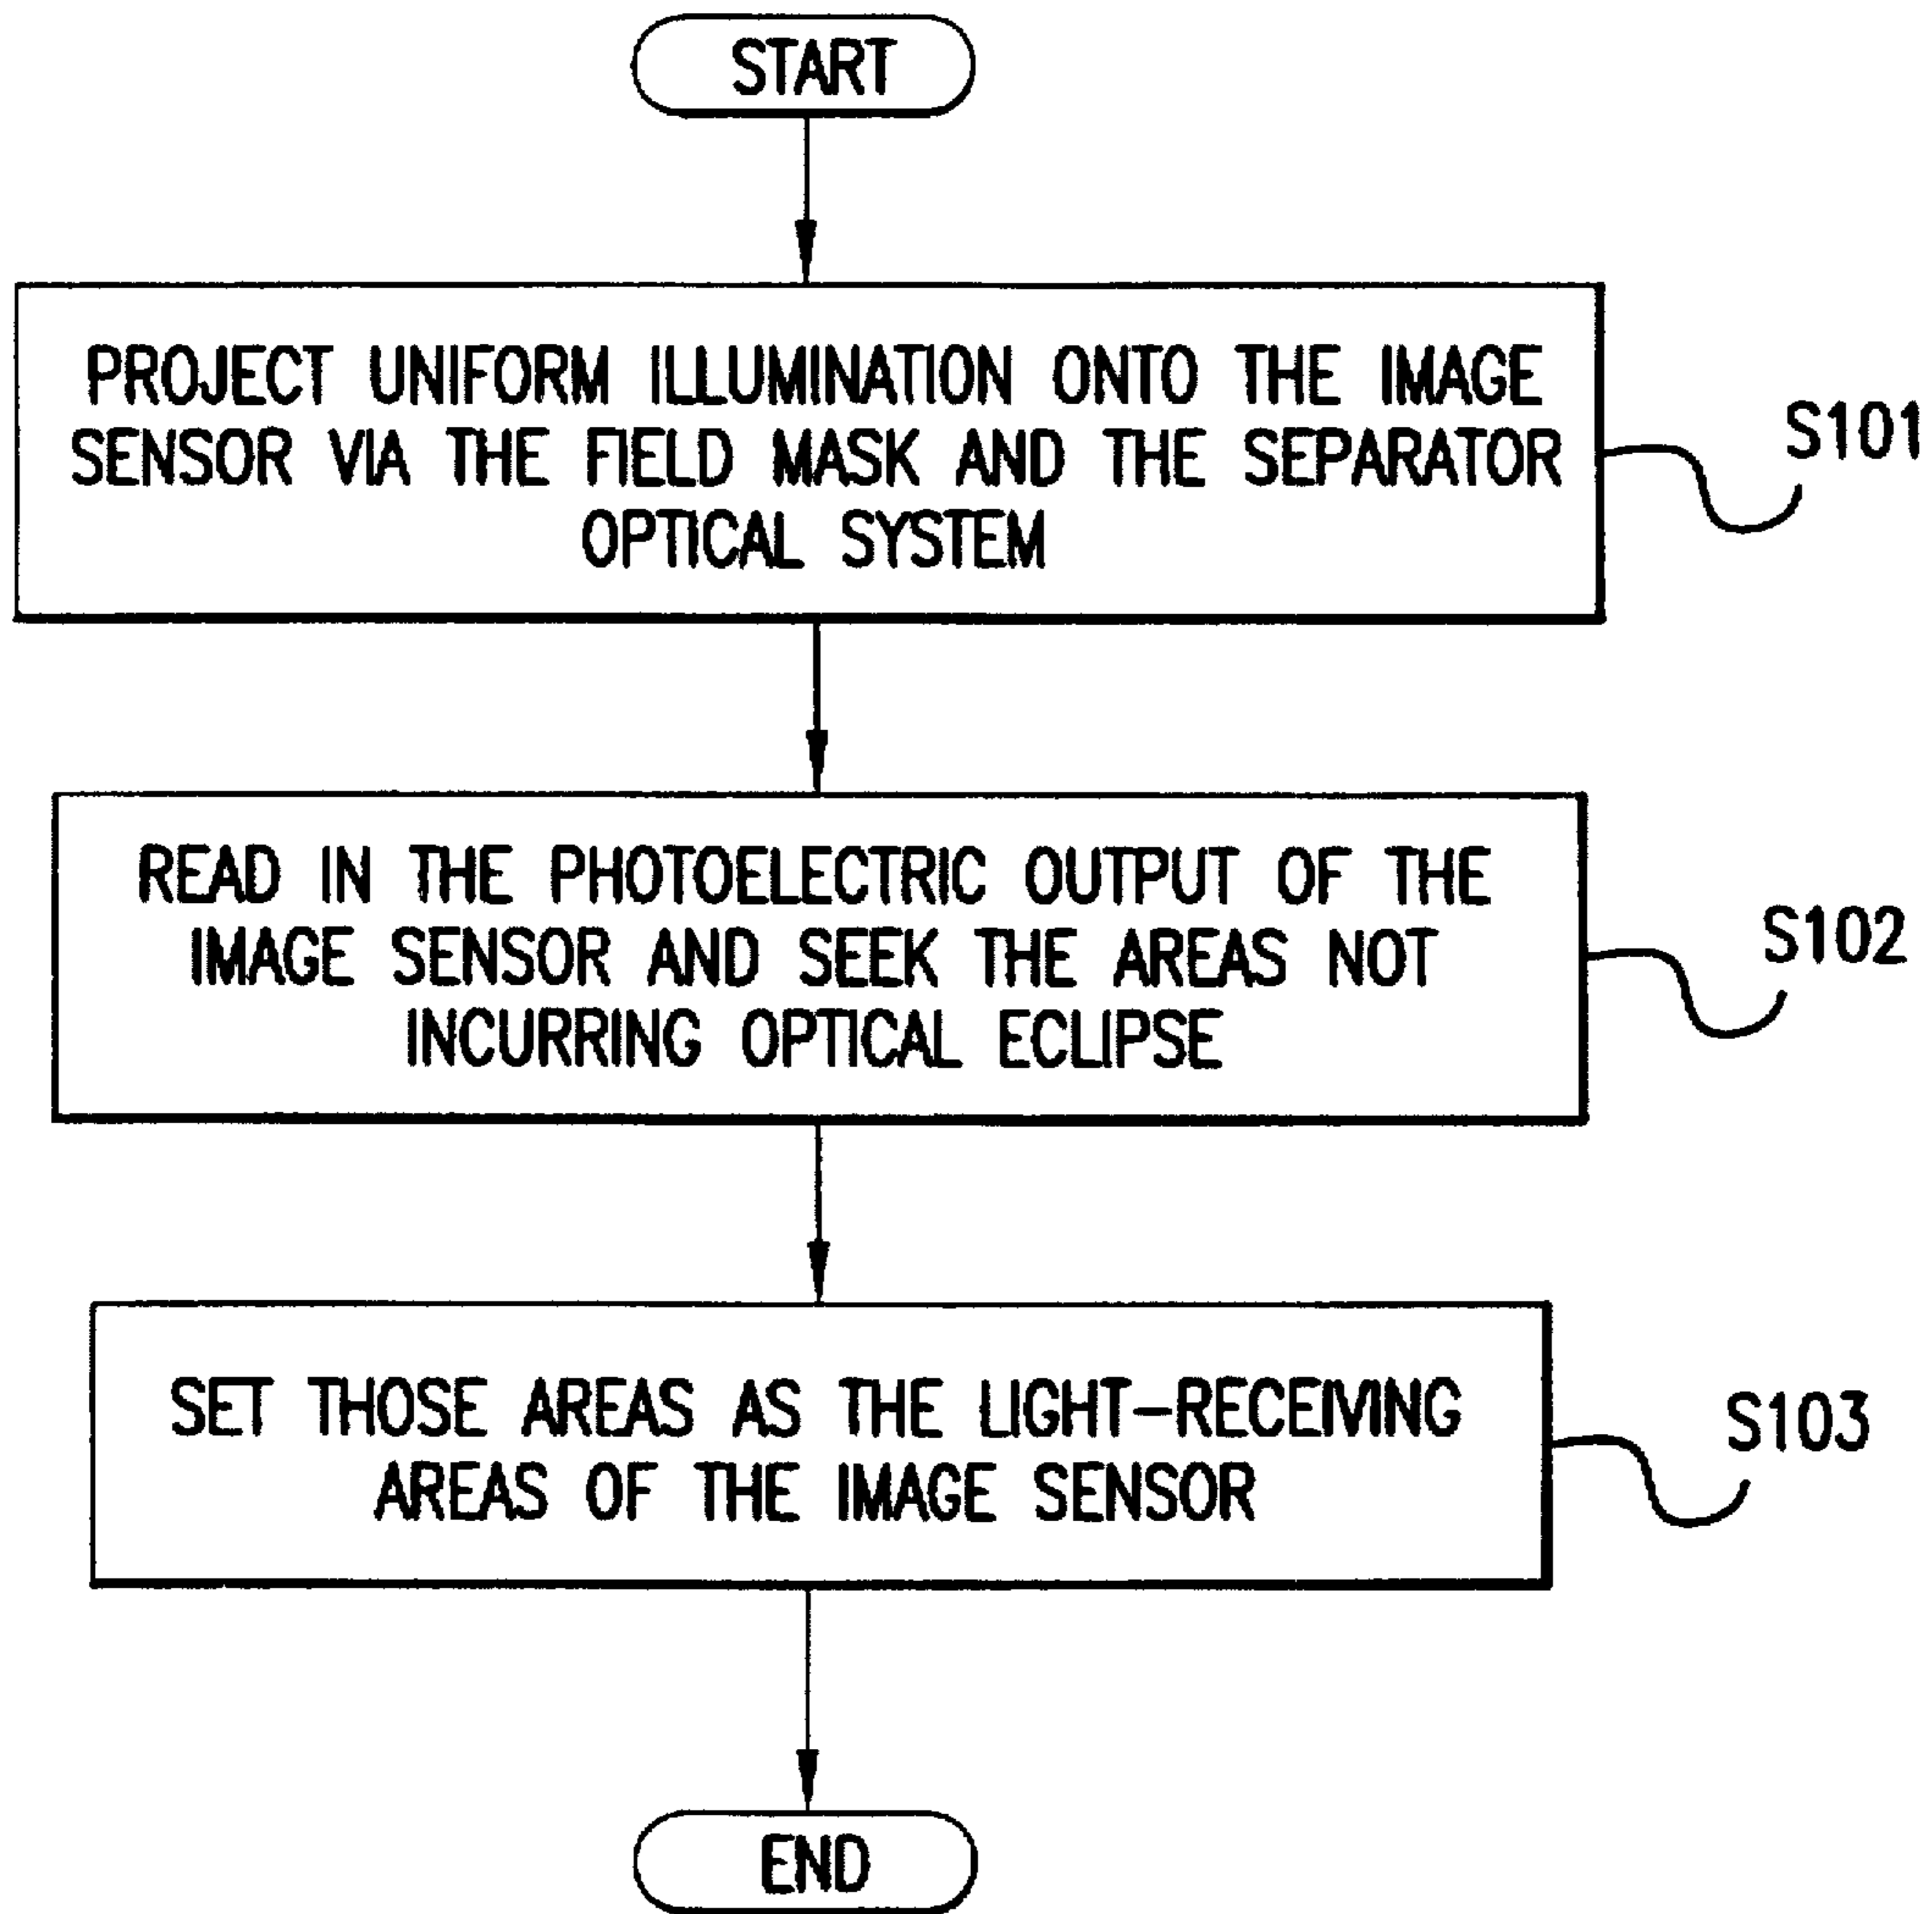 START
PROJECT UNIFORM ILLUMINATION ONTO THE IMAGE
SENSOR VIA THE FIELD MASK AND THE SEPARATOR
OPTICAL SYSTEM
S101
READ IN THE PHOTOELECTRIC OUTPUT OF THE
IMAGE SENSOR AND SEEK THE AREAS NOT
INCURRING OPTICAL ECLIPSE
S102
SET THOSE AREAS AS THE LIGHT-RECEIVING
AREAS OF THE IMAGE SENSOR
S103
END